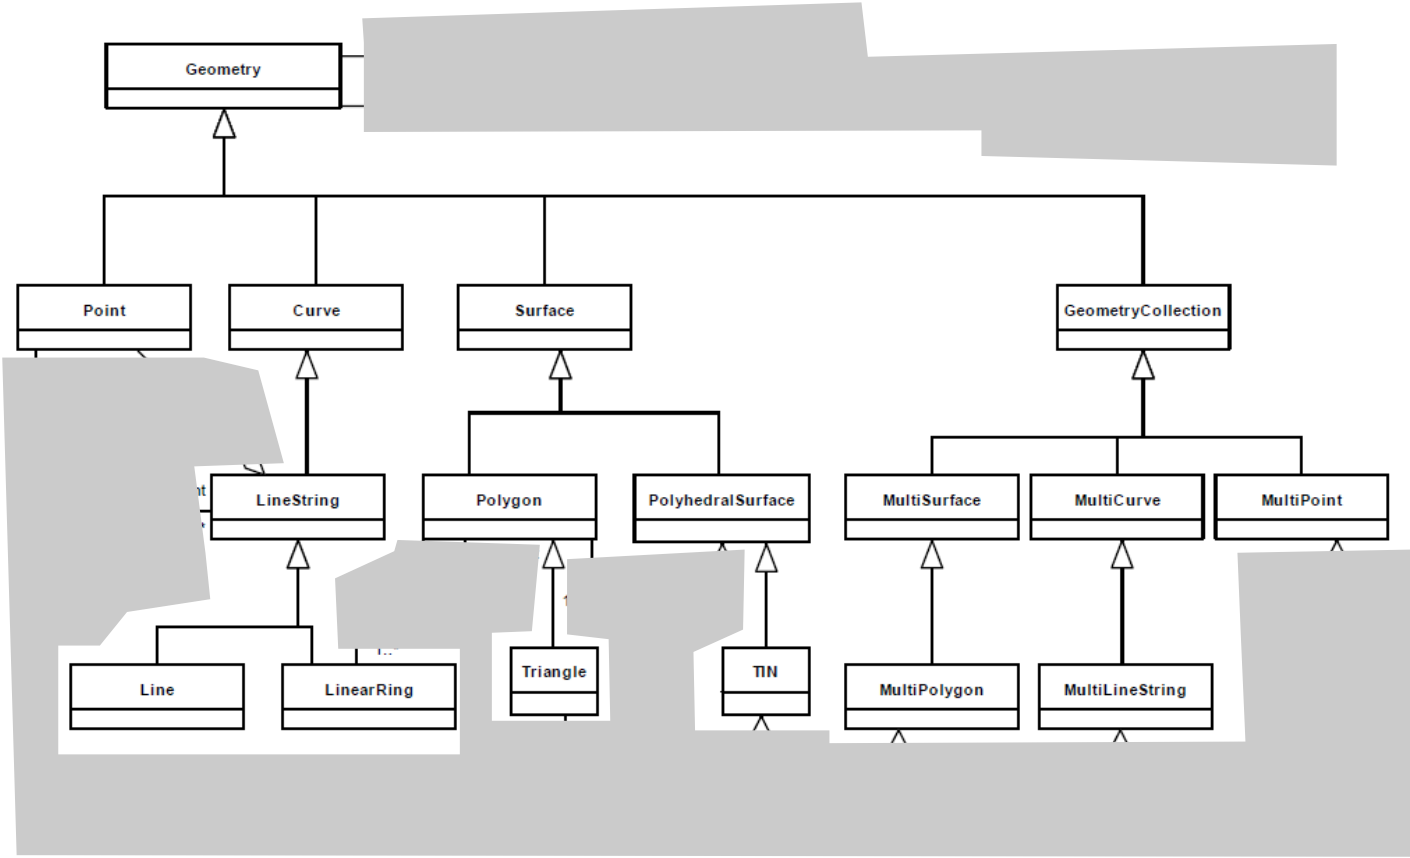 Geometry
Point
Curve
Surface
GeometryCollection
LineString
Polygon
PolyhedralSurface
MultiSurface
MultiCurve
MultiPoint
Line
LinearRing
Triangle
TIN
MultiPolygon
MultiLineString